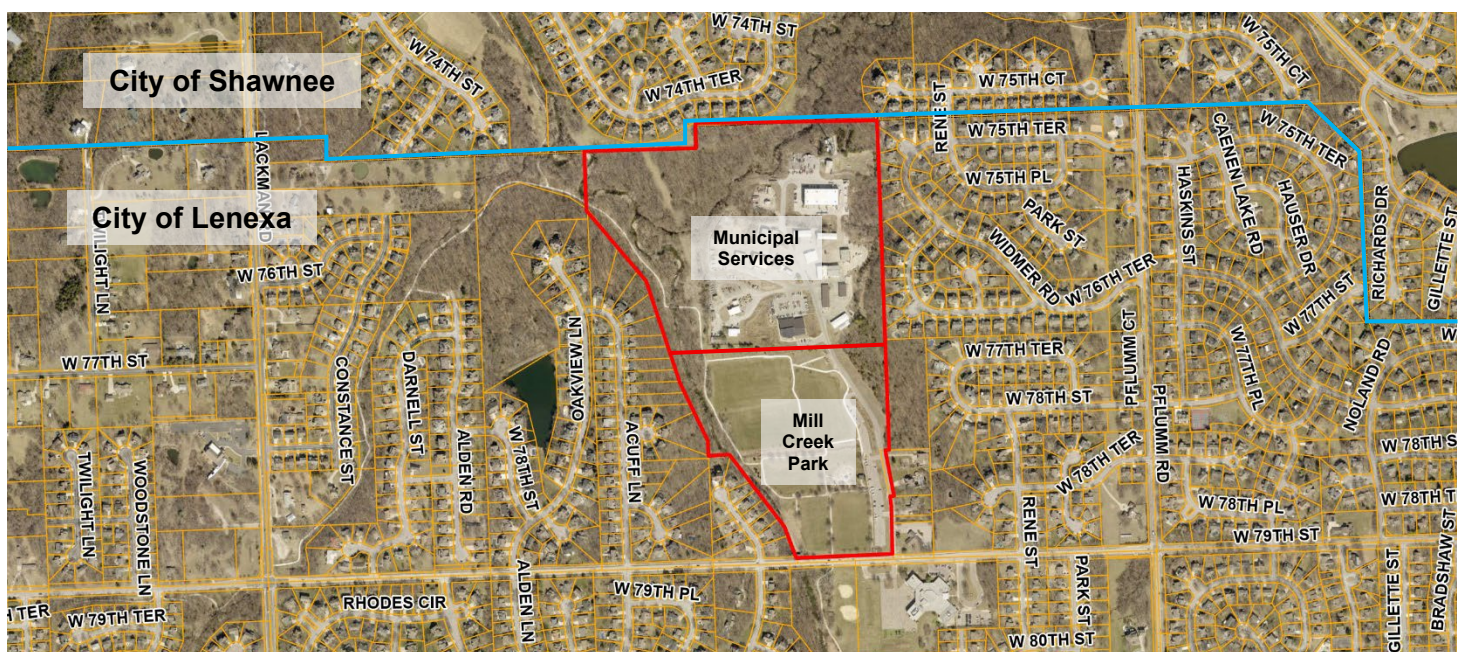 W 74TH ST
W 74TH ST
W 74TH TER
W 75TH CT
W 75TH CT
City of Shawnee
LACKMAN RD
RENE ST
W 75TH TER
CAENEN LAKE RD
W 75TH TER
W 75TH PL
HASKINS ST
HAUSER DR
City of Lenexa
TWILIGHT LN
PARK ST
RICHARDS DR
GILLETTE ST
Municipal
Services
WIDMER RD
W 76TH ST
W 76TH TER
W 77TH ST
OAKVIEW LN
PFLUMM CT
W 77TH ST
CONSTANCE ST
DARNELL ST
W 77TH TER
W 77TH PL
NOLAND RD
W
W 78TH ST
PFLUMM RD
ACUFF LN
Mill
Creek
Park
ALDEN RD
W 78TH ST
W 78TH TER
W 78TH S
TWILIGHT LN
WOODSTONE LN
W 78TH PL
W 78TH TE
RENE ST
W 79TH ST
BRADSHAW ST
ALDEN LN
W 79TH PL
PARK ST
GILLETTE ST
RHODES CIR
H TER
W 79TH TER
W 80TH ST